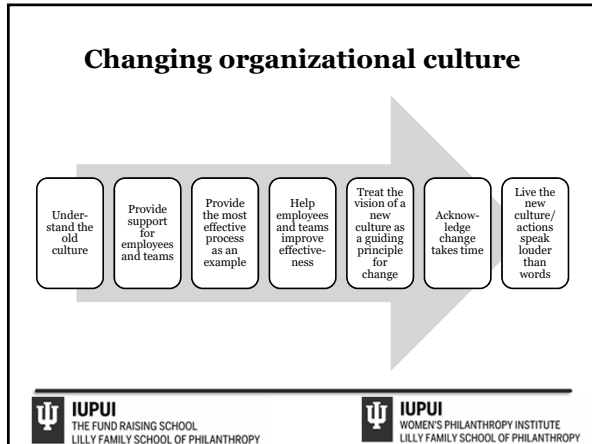 Changing organizational culture
Under-
stand the
old
culture
Provide
support
for
employees
and teams
Provide
the most
effective
process
as an
example
Help
employees
and teams
improve
effective-
ness
Treat the
vision of a
new
culture as
a guiding
principle
for
change
Acknow-
ledge
change
takes time
Live the
new
culture/
actions
speak
louder
than
words
IUPUI
THE FUND RAISING SCHOOL
LILLY FAMILY SCHOOL OF PHILANTHROPY
IUPUI
WOMEN'S PHILANTHROPY INSTITUTE
LILLY FAMILY SCHOOL OF PHILANTHROPY